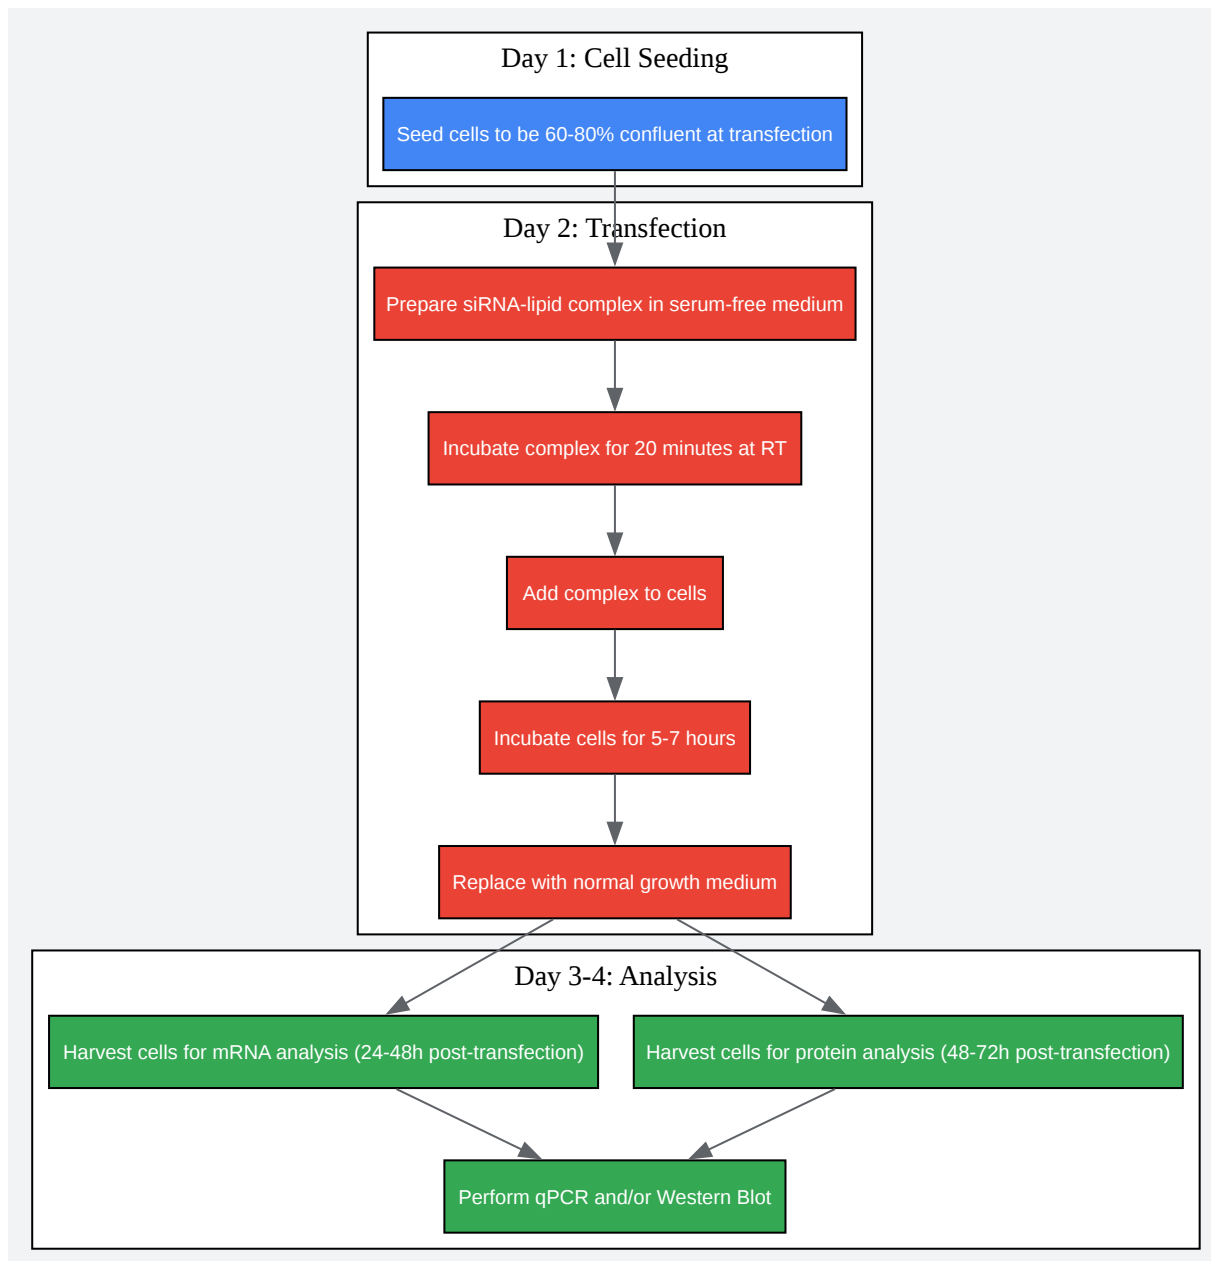 Day 1: Cell Seeding
Seed cells to be 60-80% confluent at transfection
Day 2: Transfection
Prepare siRNA-lipid complex in serum-free medium
Incubate complex for 20 minutes at RT
Add complex to cells
Incubate cells for 5-7 hours
Replace with normal growth medium
Day 3-4: Analysis
Harvest cells for mRNA analysis (24-48h post-transfection)
Harvest cells for protein analysis (48-72h post-transfection)
Perform qPCR and/or Western Blot